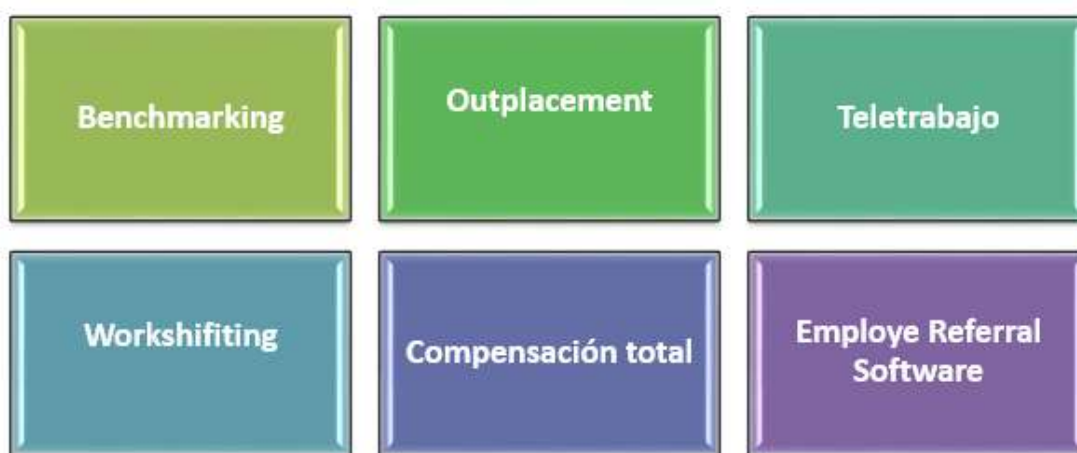 Benchmarking
Outplacement
Teletrabajo
Workshifiting
Compensación total
Employe Referral
Software